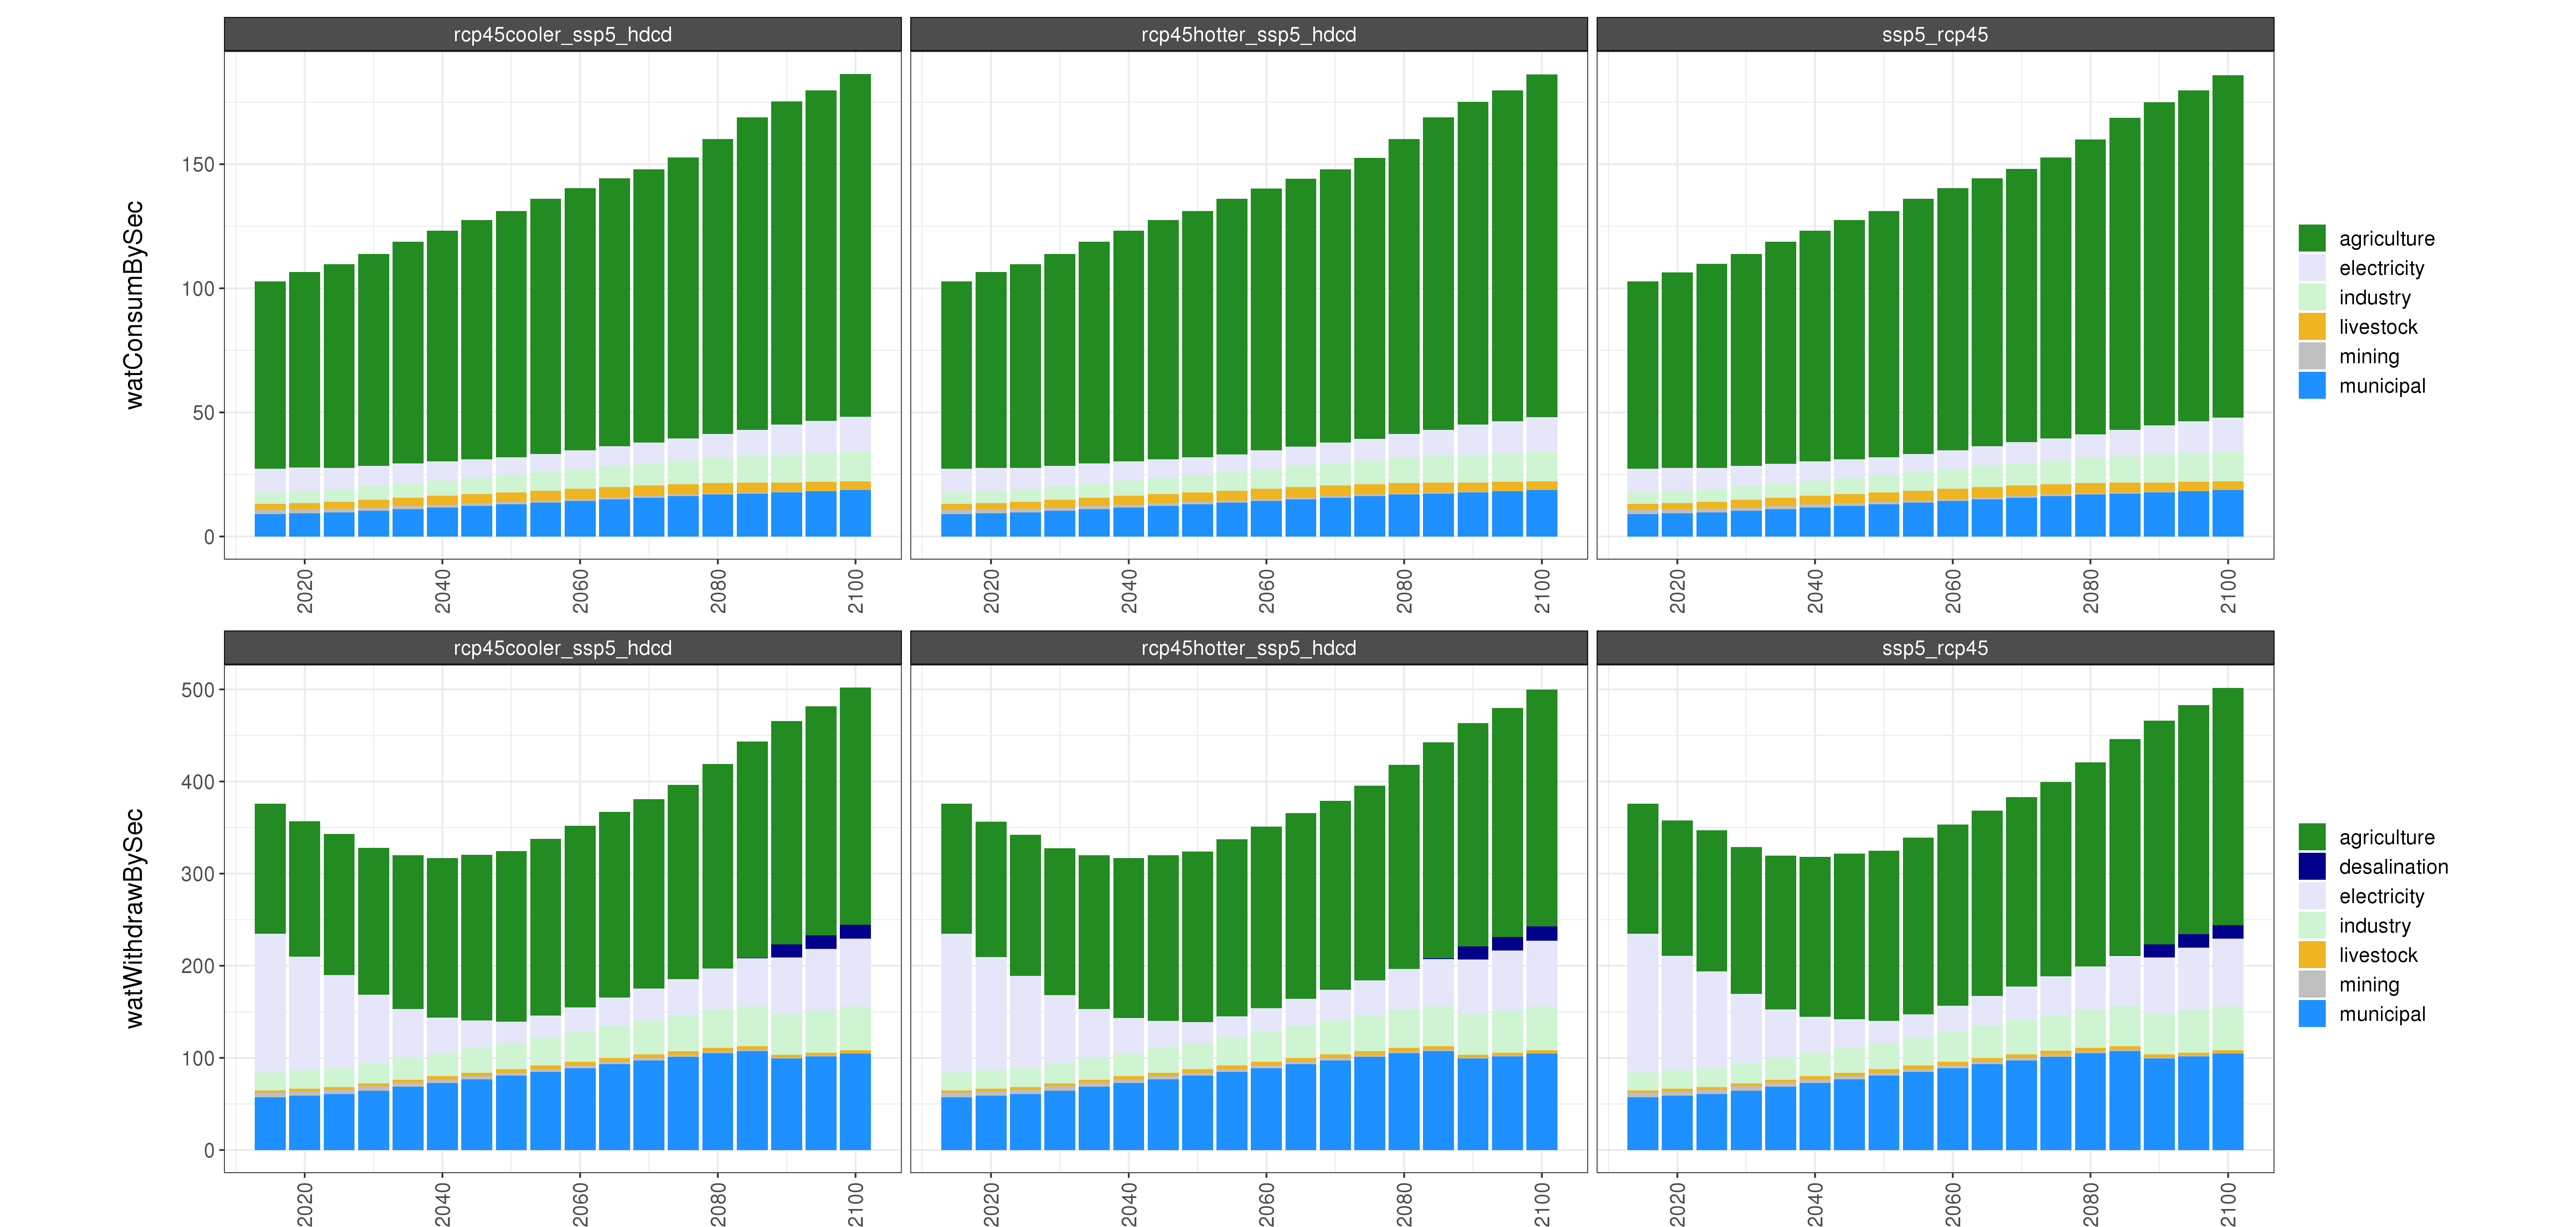 rcp45cooler_ssp5_hdcd
rcp45hotter_ssp5_hdcd
ssp5_rcp45
watConsumBySec
150
100
50
0
2020 2040 2060 2080 2100
2020 2040 2060 2080 2100
2020 2040 2060 2080 2100
agriculture
electricity
industry
livestock
mining
municipal
rcp45cooler_ssp5_hdcd
rcp45hotter_ssp5_hdcd
ssp5_rcp45
watWithdrawBySec
500
400
300
200
100
0
2020 2040 2060 2080 2100
2020 2040 2060 2080 2100
2020 2040 2060 2080 2100
agriculture
desalination
electricity
industry
livestock
mining
municipal